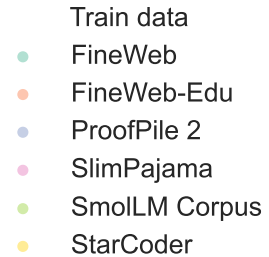 Train data
FineWeb
FineWeb-Edu
ProofPile 2
SlimPajama
SmolLM Corpus
StarCoder